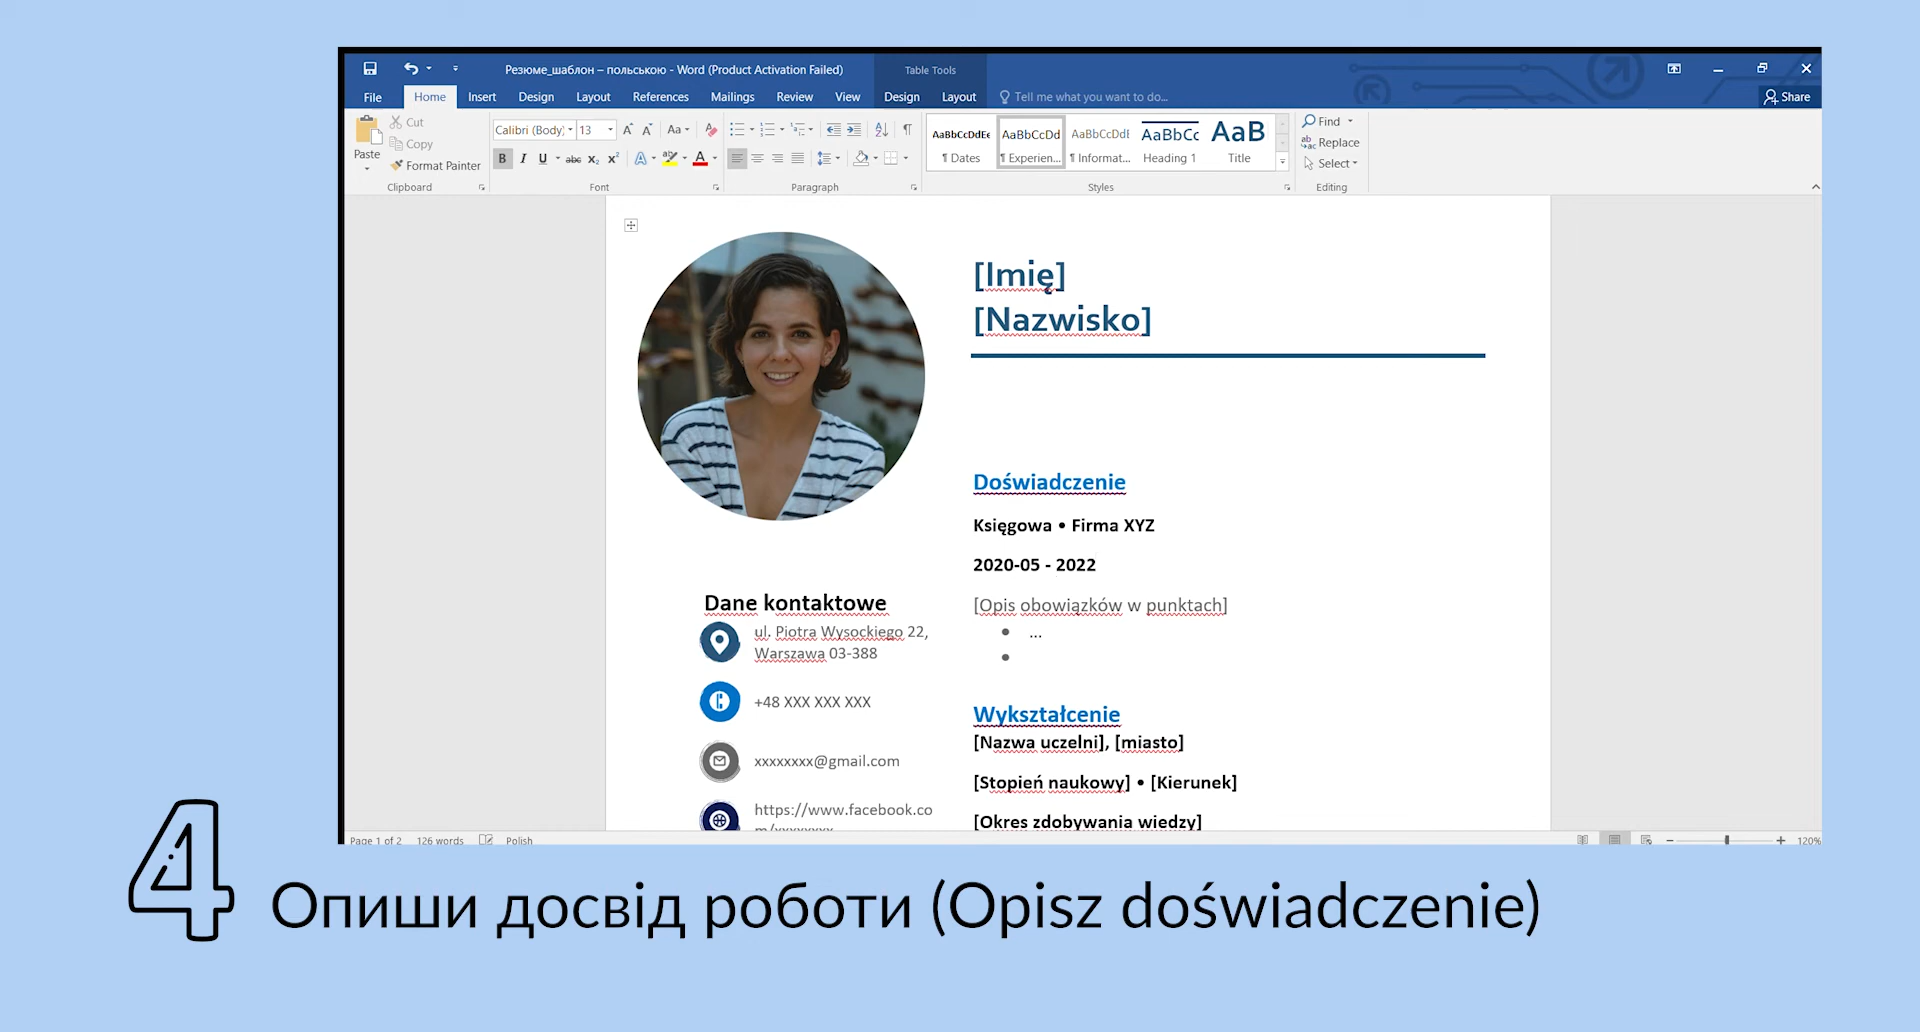 Резюме_шаблон – польською - Word (Product Activation Failed)
Table Tools
File
Home
Insert
Design
Layout
References
Mailings
Review
View
Design
Layout
Tell me what you want to do...
Share
Paste
Cut
Copy
Format Painter
Clipboard
Calibri (Body)
13
Font
Paragraph
AaBbCcDdEe
¶ Dates
AaBbCcDd
¶ Experien...
AaBbCcDdE
¶ Informat...
AaBbCc
Heading 1
AaB
Title
Styles
Find
Replace
Select
Editing
[Imię]
[Nazwisko]
Dane kontaktowe
ul. Piotra Wysockiego 22,
Warszawa 03-388
+48 XXX XXX XXX
xxxxxxxx@gmail.com
https://www.facebook.co
m/xxxxxxxx
Doświadczenie
Księgowa • Firma XYZ
2020-05 - 2022
[Opis obowiązków w punktach]
• ...
•
Wykształcenie
[Nazwa uczelni], [miasto]
[Stopień naukowy] • [Kierunek]
[Okres zdobywania wiedzy]
Page 1 of 2
126 words
Polish
120%
4 Опиши досвід роботи (Opisz doświadczenie)